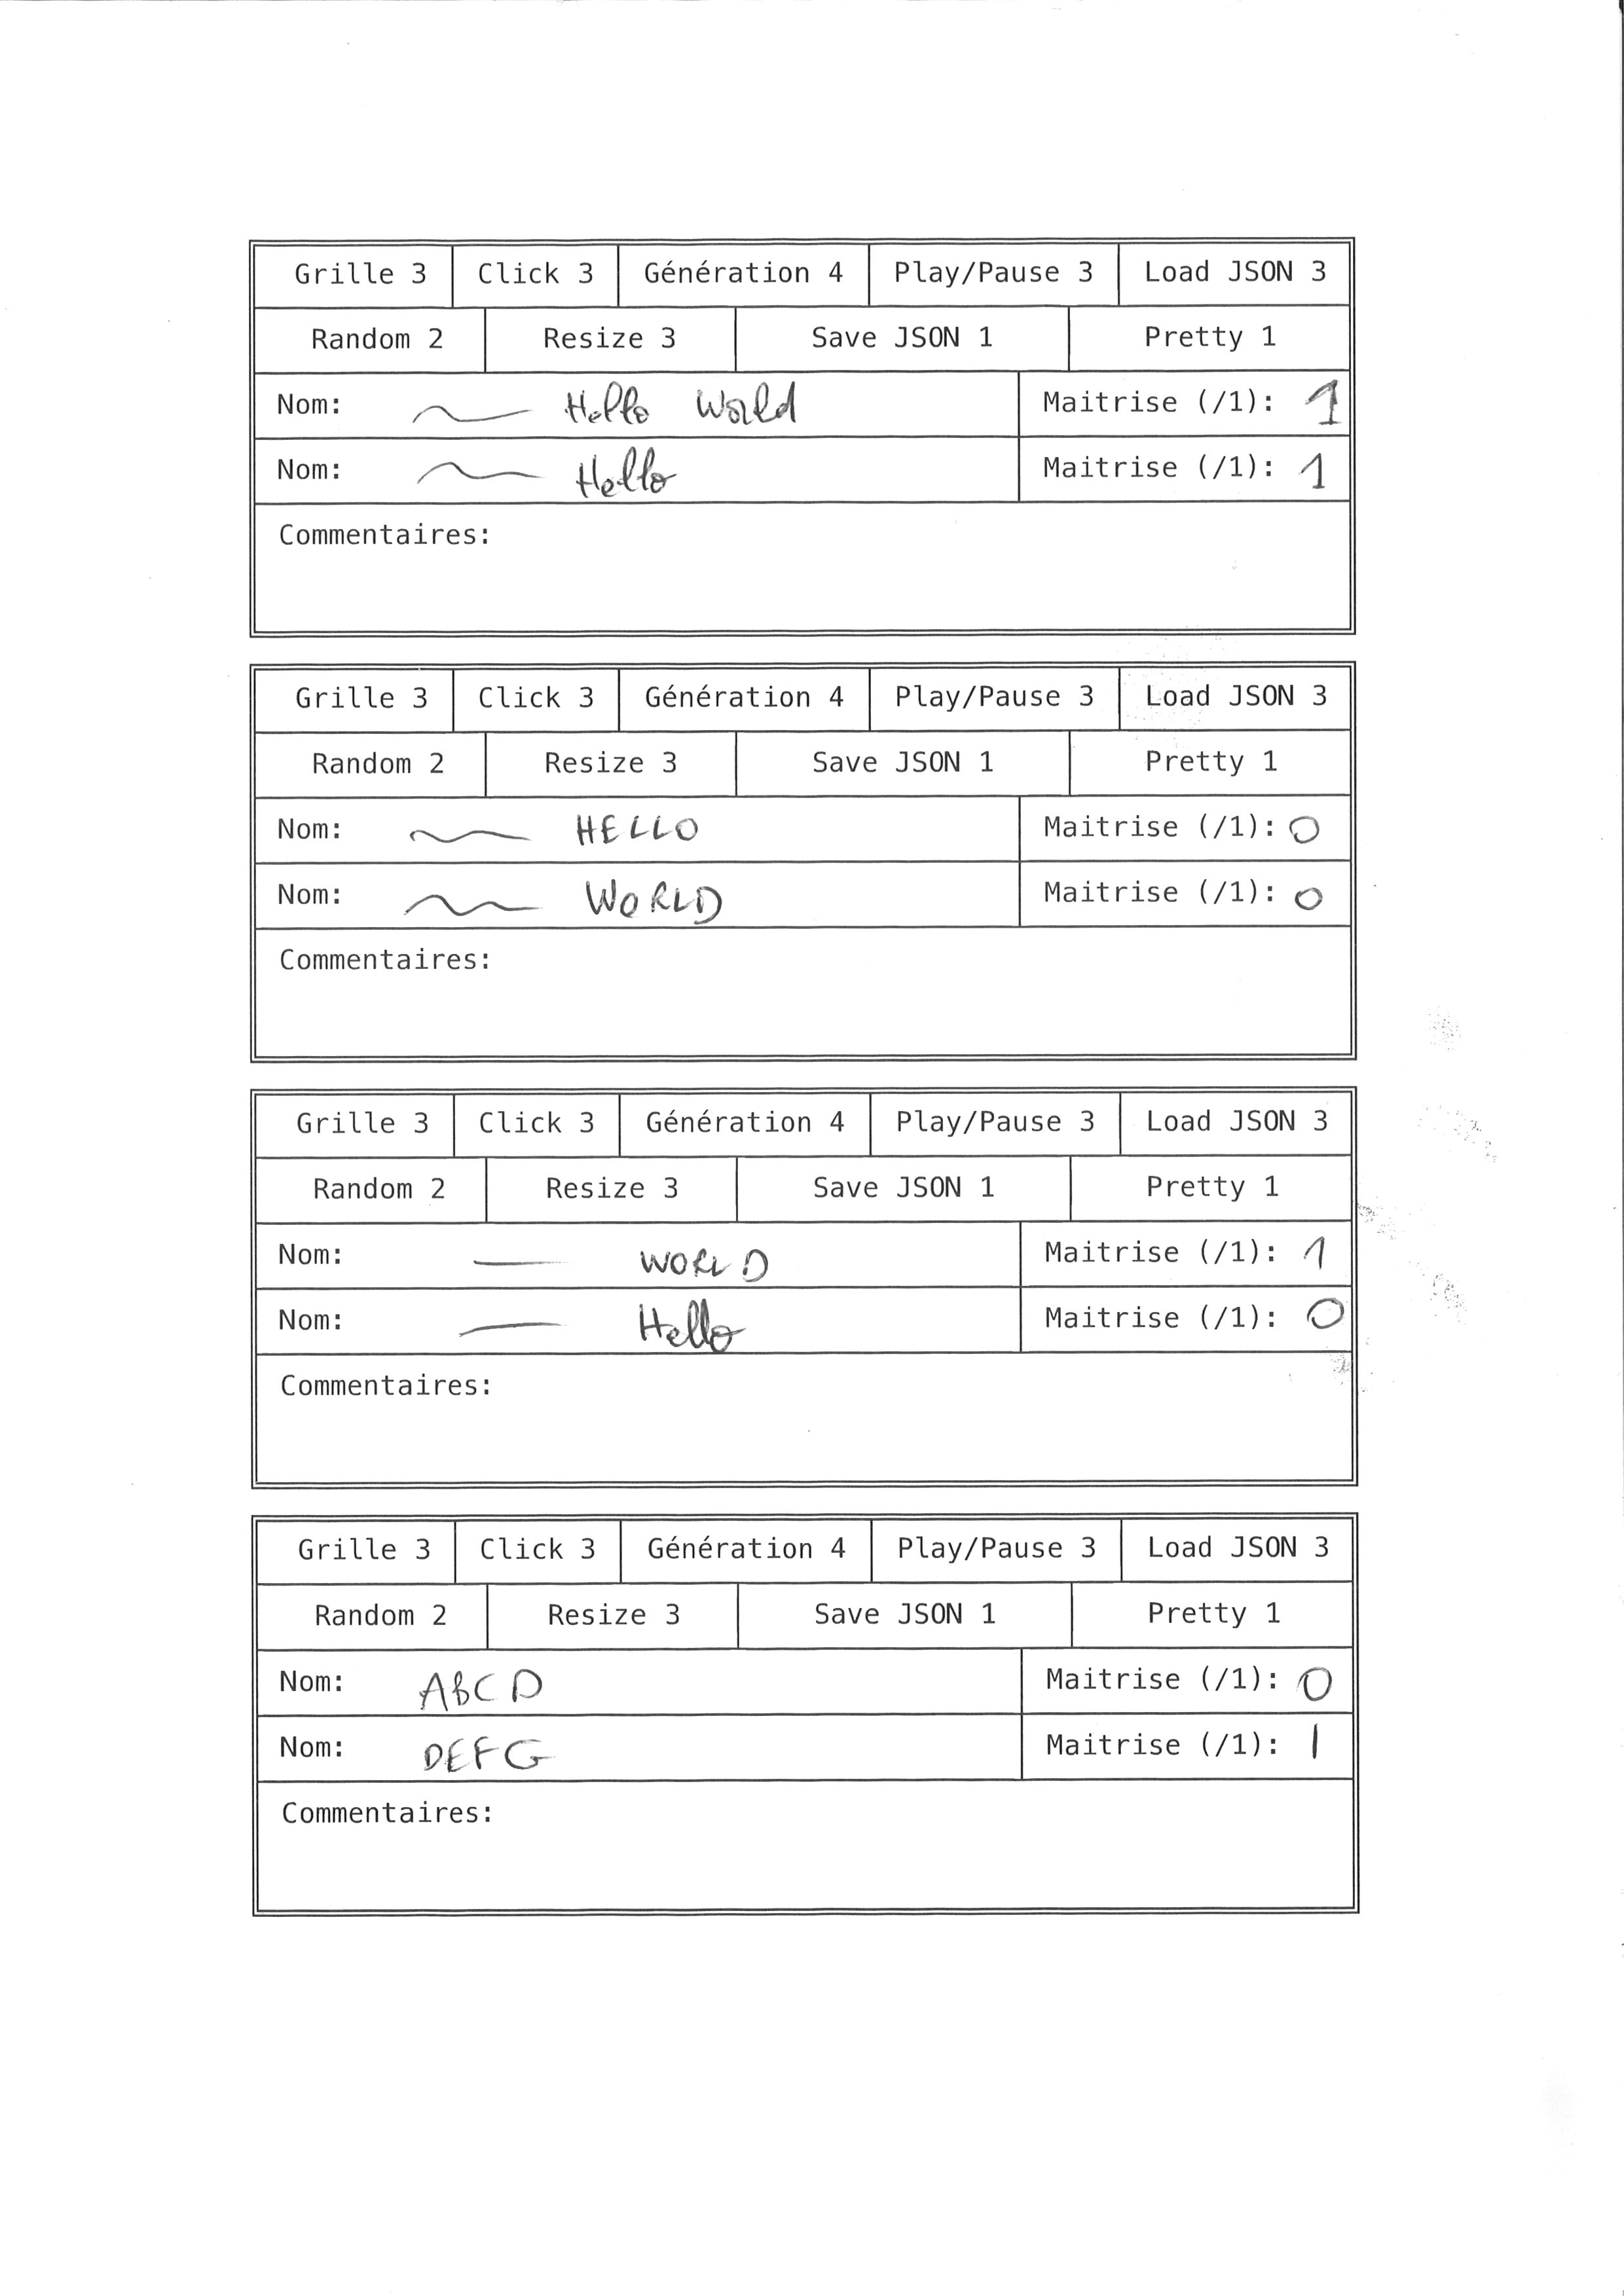 Grille 3 Click 3 Génération 4 Play/Pause 3 Load JSON 3
Random 2 Resize 3 Save JSON 1 Pretty 1
Nom: Hello World Maitrise (/1): 1
Nom: Hello Maitrise (/1): 1
Commentaires:
Grille 3 Click 3 Génération 4 Play/Pause 3 Load JSON 3
Random 2 Resize 3 Save JSON 1 Pretty 1
Nom: HELLO Maitrise (/1): 0
Nom: WORLD Maitrise (/1): 0
Commentaires:
Grille 3 Click 3 Génération 4 Play/Pause 3 Load JSON 3
Random 2 Resize 3 Save JSON 1 Pretty 1
Nom: WORLD Maitrise (/1): 1
Nom: Hello Maitrise (/1): 0
Commentaires:
Grille 3 Click 3 Génération 4 Play/Pause 3 Load JSON 3
Random 2 Resize 3 Save JSON 1 Pretty 1
Nom: ABCD Maitrise (/1): 0
Nom: DEFG Maitrise (/1): 1
Commentaires: